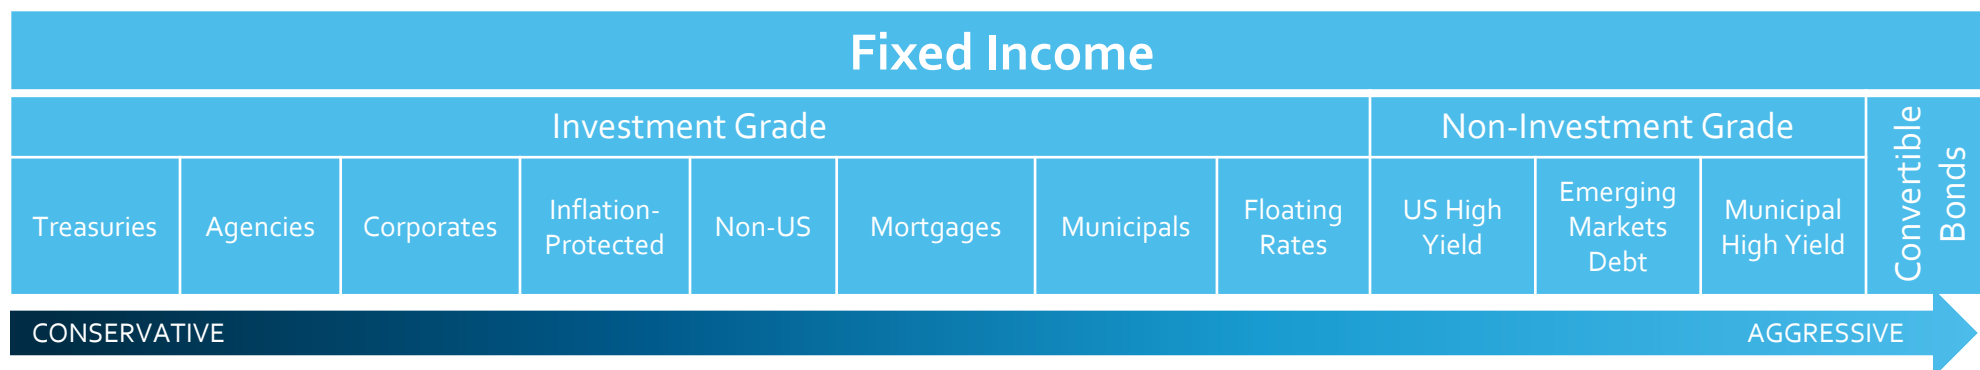 Fixed Income
Investment Grade
Non-Investment Grade
Convertible
Bonds
Treasuries
Agencies
Corporates
Inflation-
Protected
Non-US
Mortgages
Municipals
Floating
Rates
US High
Yield
Emerging
Markets
Debt
Municipal
High Yield
CONSERVATIVE
AGGRESSIVE